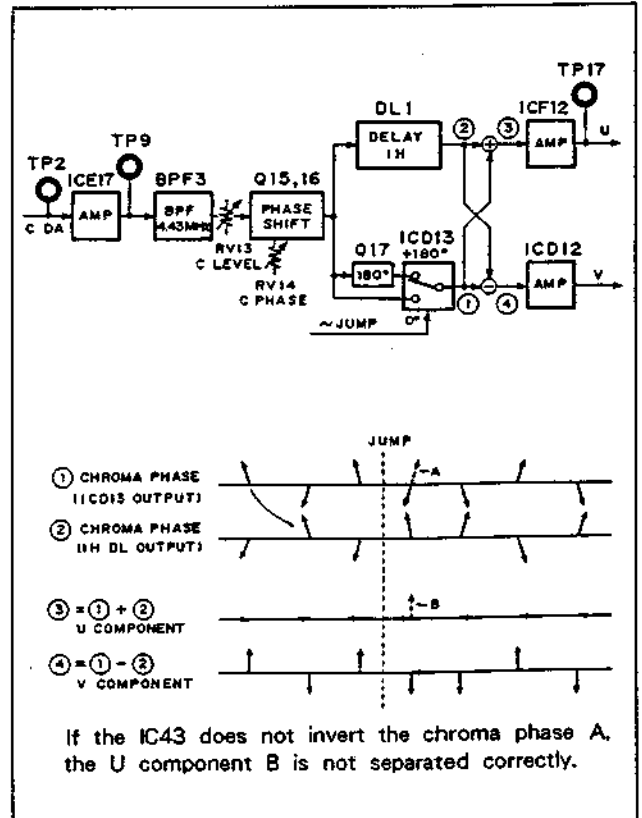 TP17
DL1
ICF12
TP9
TP2
ICE17
BPF3
Q15,16
DELAY
1H
②
③
AMP
U
C DA
AMP
BPF
4.43MHz
PHASE
SHIFT
Q17
ICD13
+180°
ICD12
RV13
C LEVEL
180°
AMP
V
RV14
C PHASE
①
④
~JUMP
0°
JUMP
① CHROMA PHASE
(ICD13 OUTPUT)
A
② CHROMA PHASE
(1H DL OUTPUT)
③ = ① + ②
U COMPONENT
B
④ = ① - ②
V COMPONENT
If the IC43 does not invert the chroma phase A,
the U component B is not separated correctly.